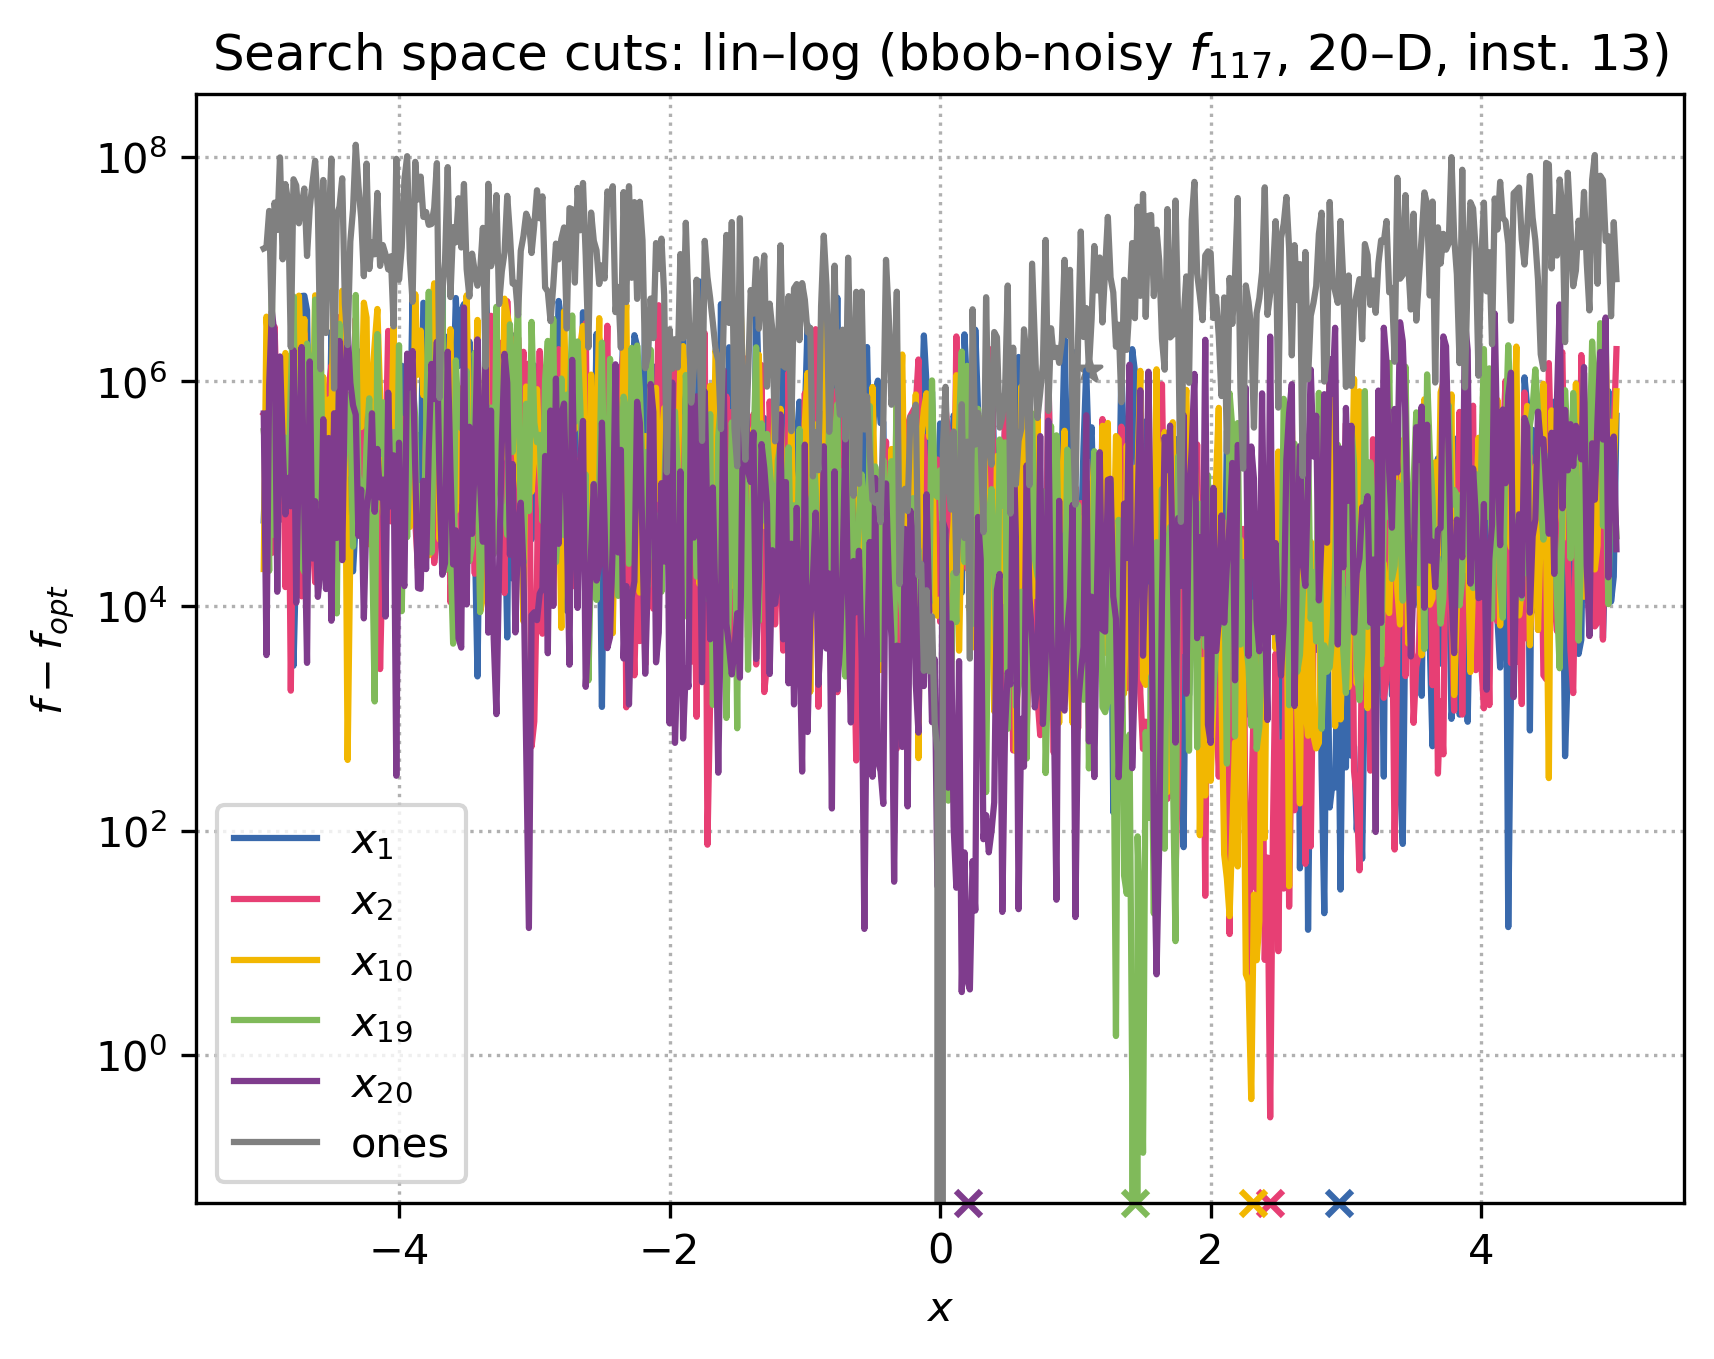 Search space cuts: lin–log (bbob-noisy f₁₁₇, 20–D, inst. 13)
f − f_opt
10⁸
10⁶
10⁴
10²
10⁰
x₁
x₂
x₁₀
x₁₉
x₂₀
ones
−4
−2
0
2
4
x